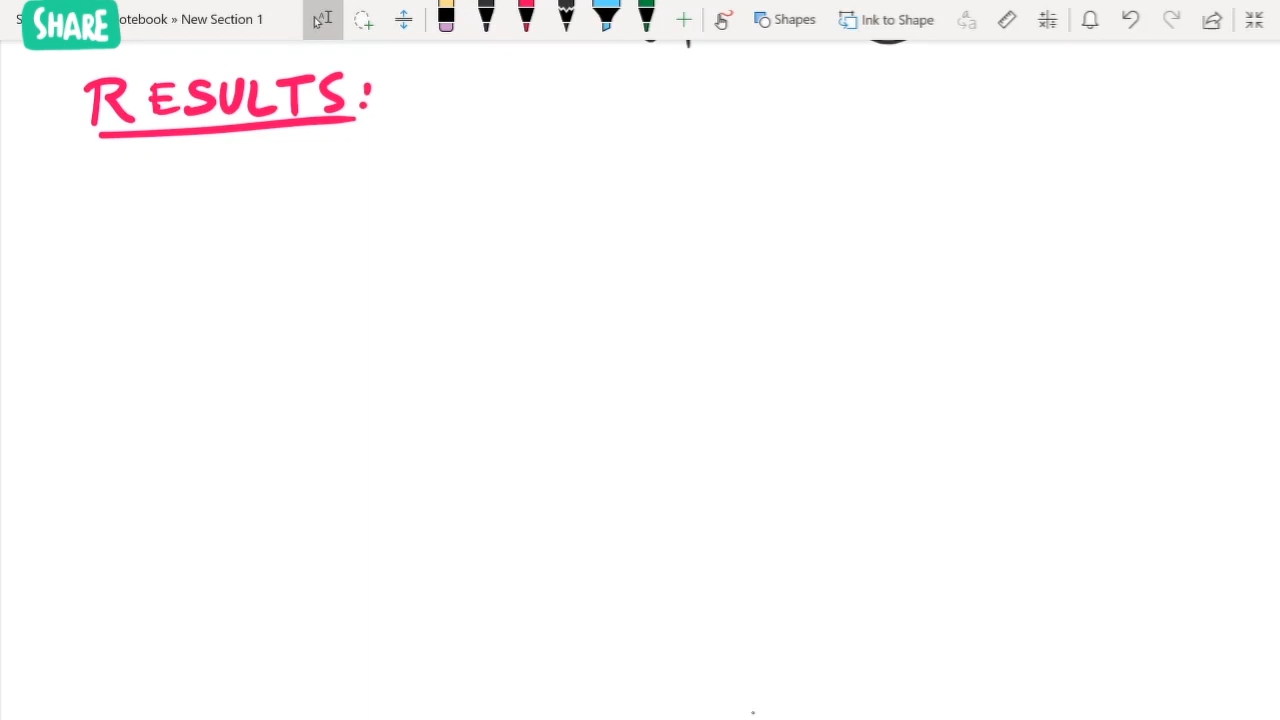 SHARE
otebook » New Section 1
Shapes
Ink to Shape
RESULTS: